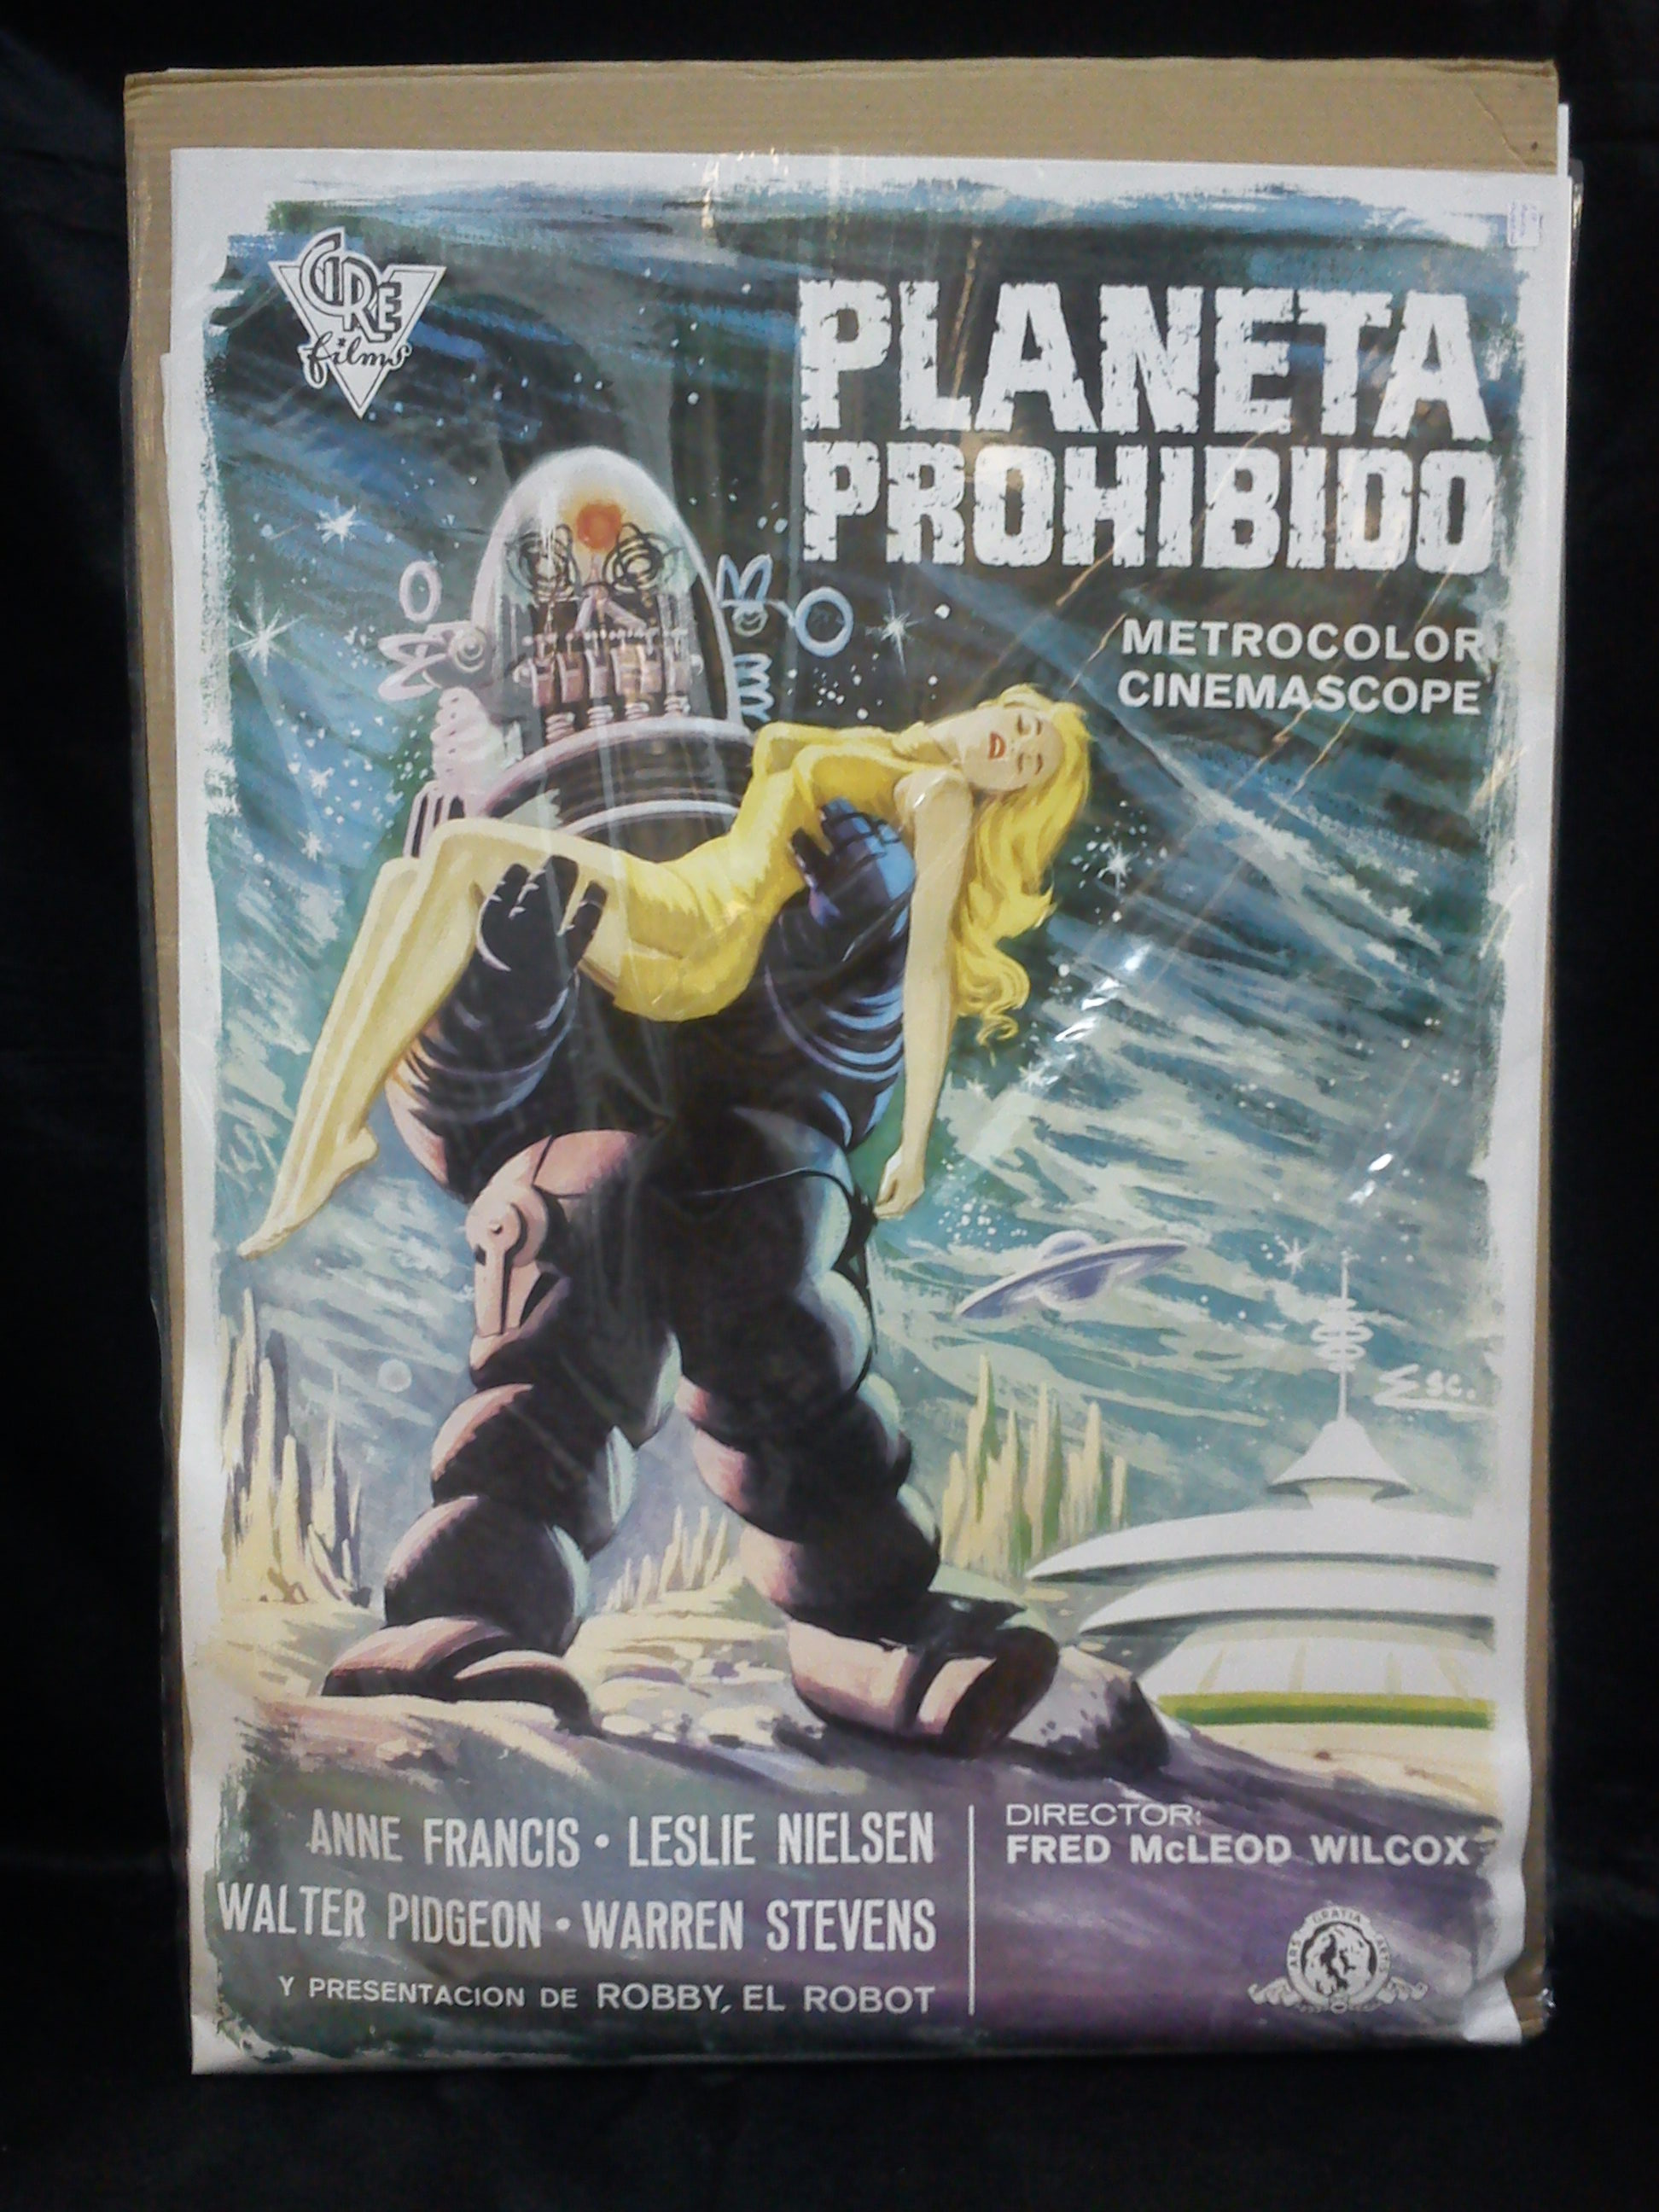 CIRE
films
PLANETA
PROHIBIDO
METROCOLOR
CINEMASCOPE
Esc.
ANNE FRANCIS • LESLIE NIELSEN
WALTER PIDGEON • WARREN STEVENS
Y PRESENTACION DE ROBBY, EL ROBOT
DIRECTOR:
FRED McLEOD WILCOX
ARS GRATIA ARTIS